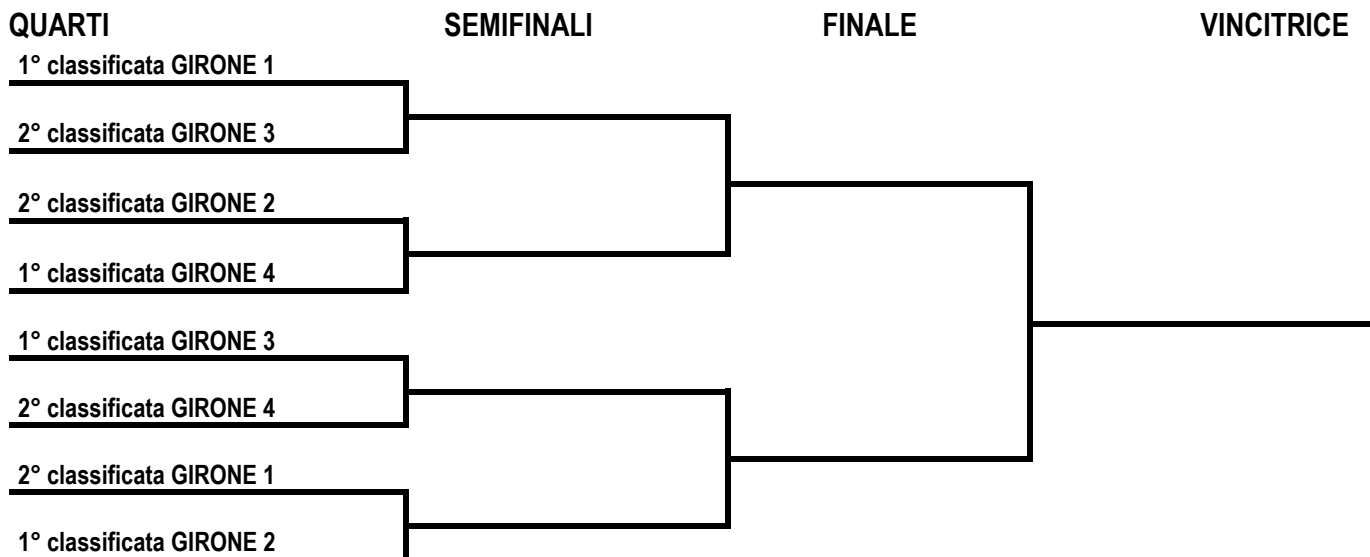 QUARTI SEMIFINALI FINALE VINCITRICE
1° classificata GIRONE 1
2° classificata GIRONE 3
2° classificata GIRONE 2
1° classificata GIRONE 4
1° classificata GIRONE 3
2° classificata GIRONE 4
2° classificata GIRONE 1
1° classificata GIRONE 2